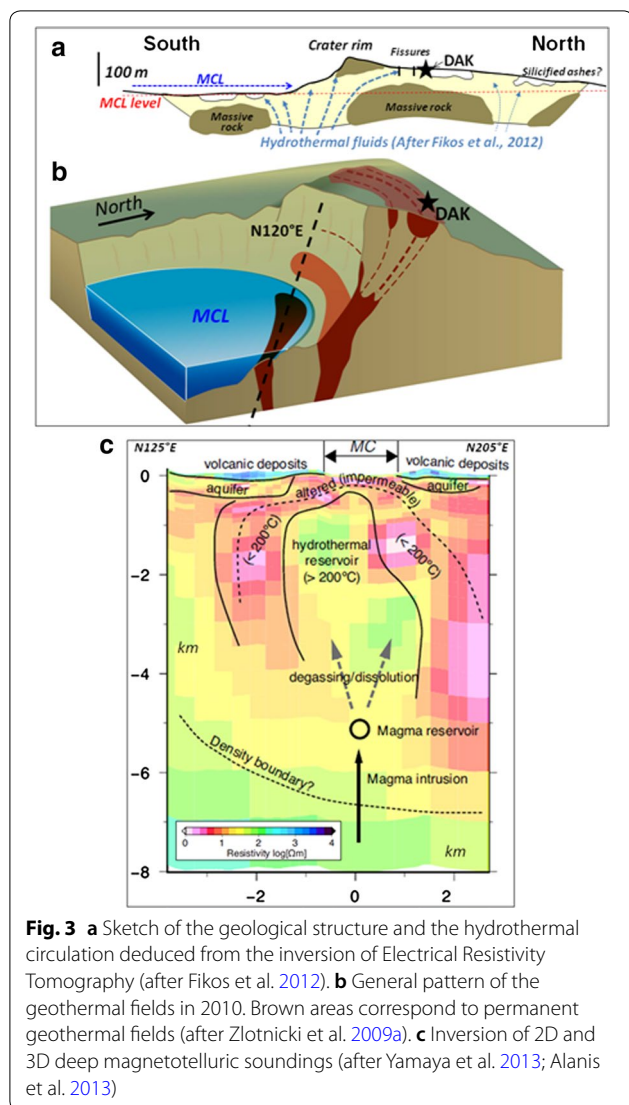 a
South
Crater rim
Fissures
DAK
North
100 m
MCL
Silicified ashes?
MCL level
Massive rock
Massive rock
Hydrothermal fluids (After Fikos et al., 2012)
b
North
N120°E
DAK
MCL
c
N125°E
MC
N205°E
volcanic deposits
volcanic deposits
0
aquifer
altered (impermeable)
aquifer
(< 200°C)
hydrothermal
reservoir
(> 200°C)
(< 200°C)
−2
km
−4
degassing/dissolution
Magma reservoir
Density boundary?
−6
Magma intrusion
0 1 2 3 4
Resistivity log[Ωm]
km
−8
−2 0 2
Fig. 3 a Sketch of the geological structure and the hydrothermal
circulation deduced from the inversion of Electrical Resistivity
Tomography (after Fikos et al. 2012). b General pattern of the
geothermal fields in 2010. Brown areas correspond to permanent
geothermal fields (after Zlotnicki et al. 2009a). c Inversion of 2D and
3D deep magnetotelluric soundings (after Yamaya et al. 2013; Alanis
et al. 2013)